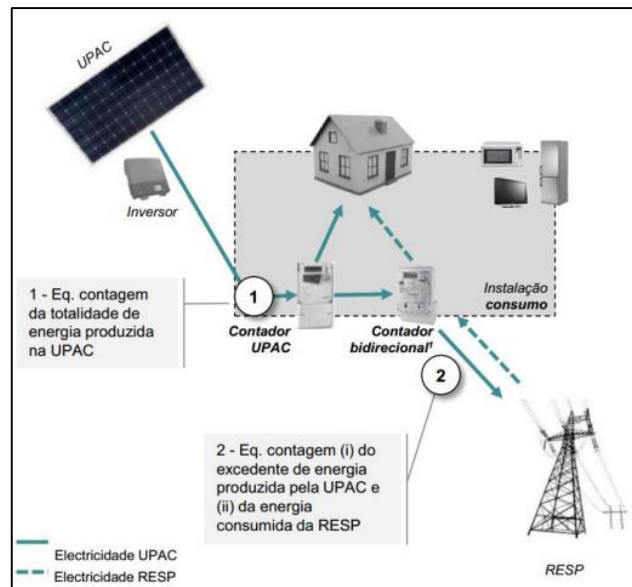 UPAC
Inversor
1 - Eq. contagem
da totalidade de
energia produzida
na UPAC
1
Contador
UPAC
Contador
bidirecional¹
Instalação
consumo
2
2 - Eq. contagem (i) do
excedente de energia
produzida pela UPAC e
(ii) da energia
consumida da RESP
Electricidade UPAC
Electricidade RESP
RESP